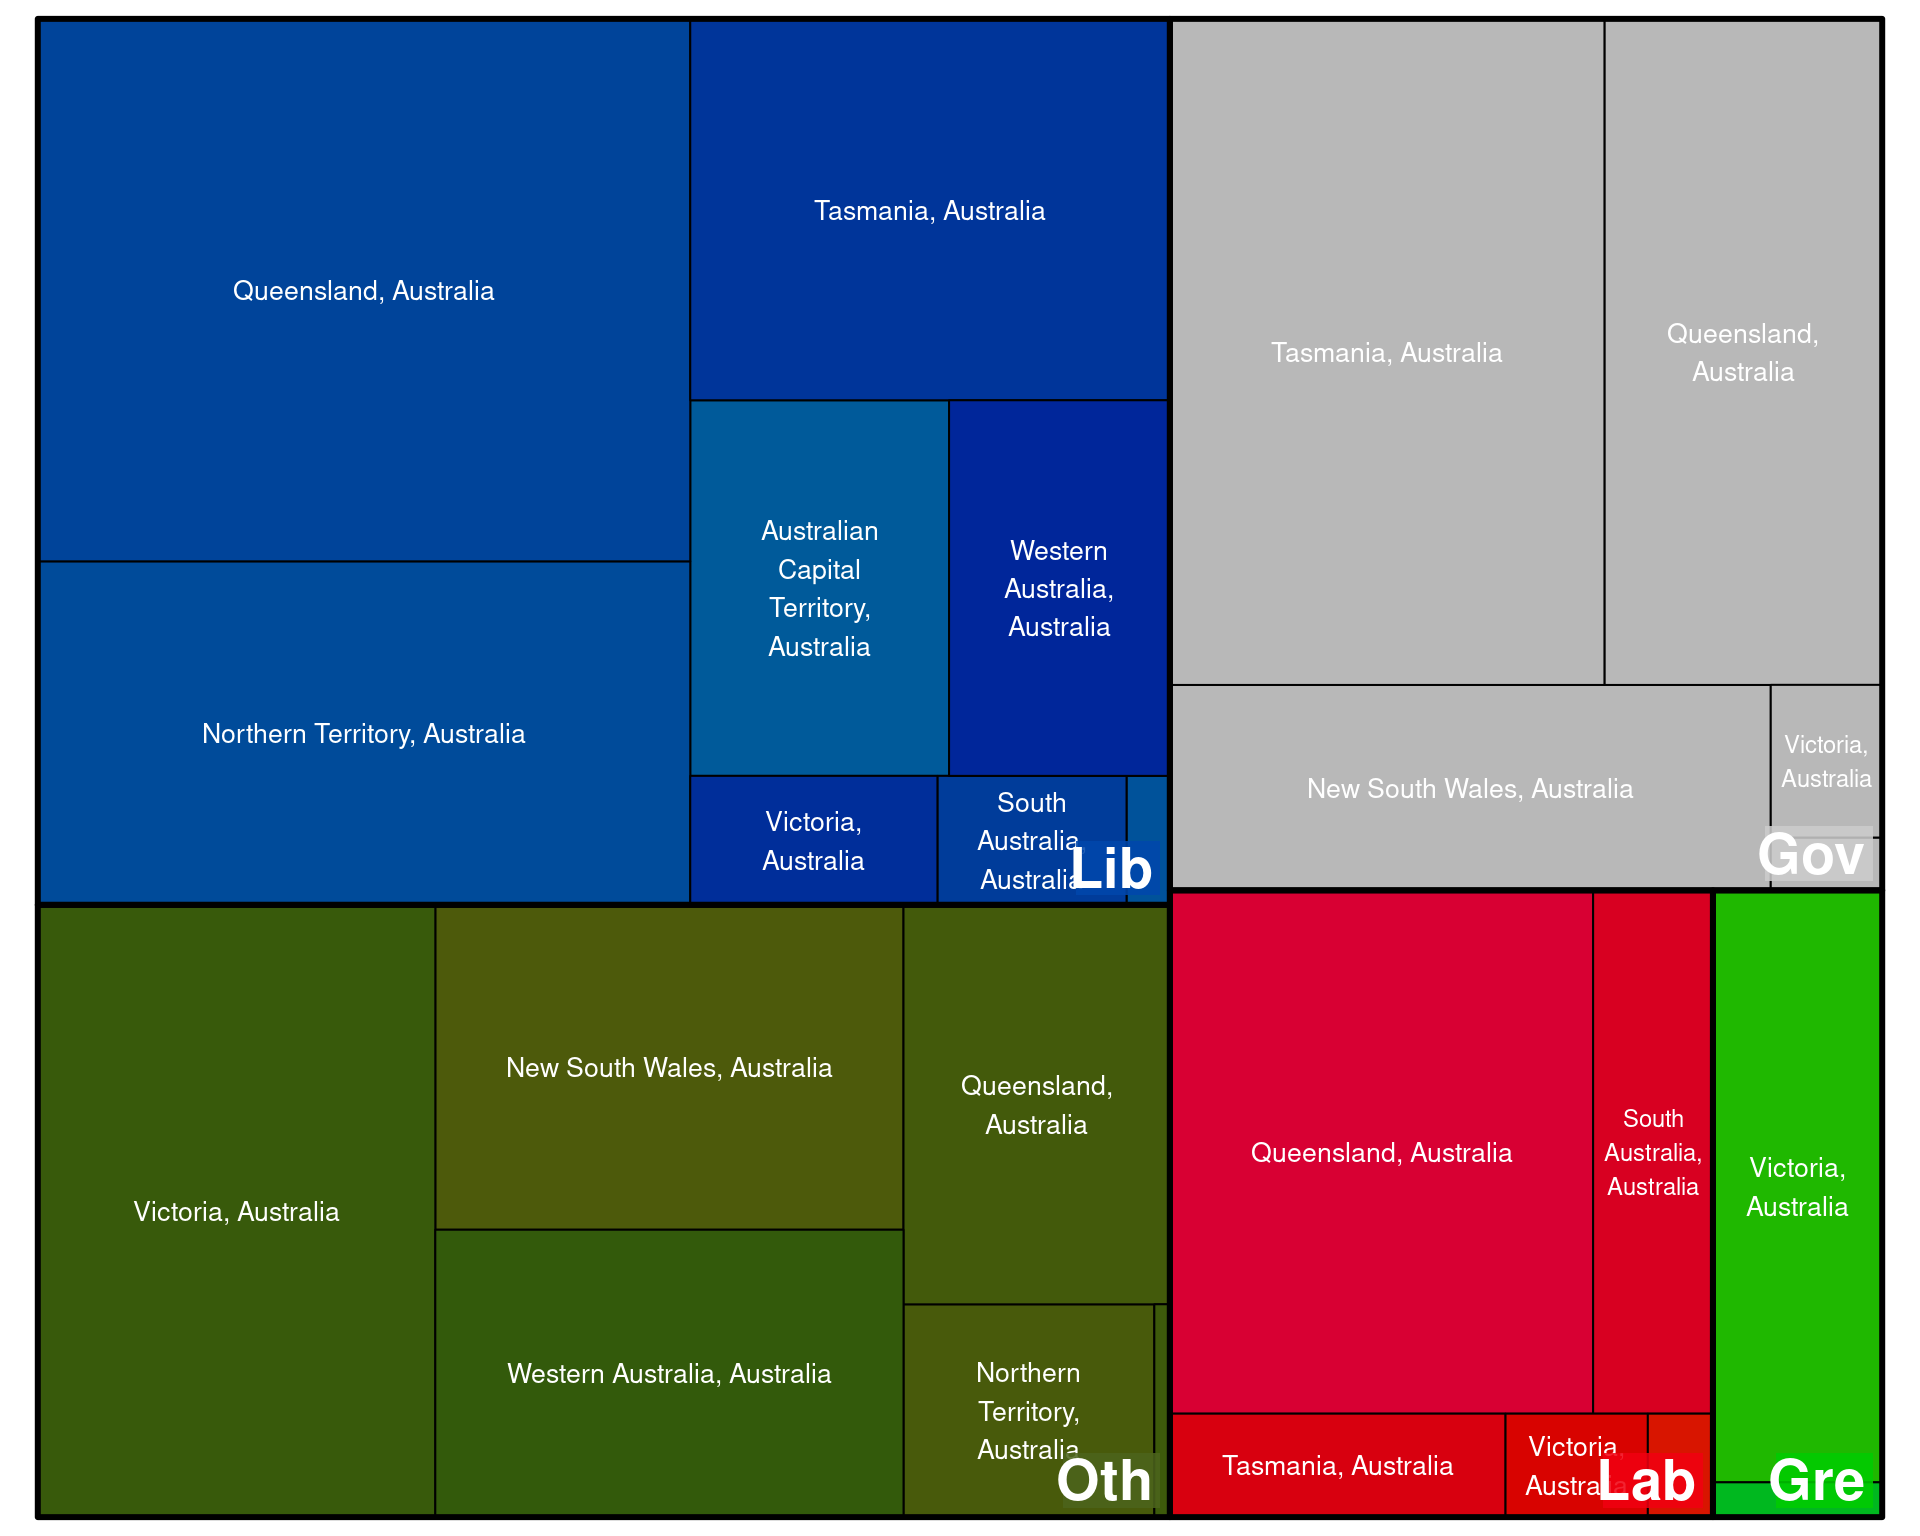 Queensland, Australia
Northern Territory, Australia
Tasmania, Australia
Australian
Capital
Territory,
Australia
Western
Australia,
Australia
Victoria,
Australia
South
Australia,
Australia
Lib
Tasmania, Australia
Queensland,
Australia
New South Wales, Australia
Victoria,
Australia
Gov
Victoria, Australia
New South Wales, Australia
Western Australia, Australia
Queensland,
Australia
Northern
Territory,
Australia
Oth
Queensland, Australia
South
Australia,
Australia
Tasmania, Australia
Victoria,
Australia
Lab
Victoria,
Australia
Gre